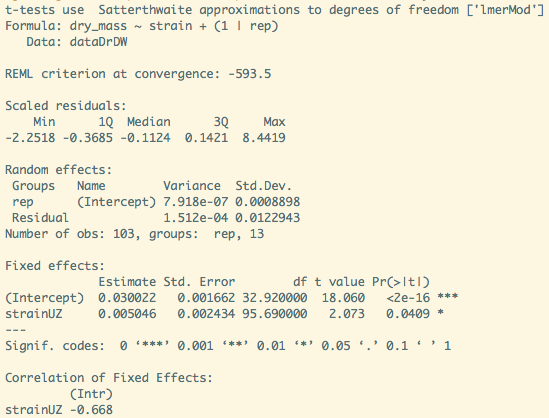 t-tests use  Satterthwaite approximations to degrees of freedom ['lmerMod']
Formula: dry_mass ~ strain + (1 | rep)
   Data: dataDrDW

REML criterion at convergence: -593.5

Scaled residuals: 
    Min      1Q  Median      3Q     Max 
-2.2518 -0.3685 -0.1124  0.1421  8.4419 

Random effects:
 Groups   Name        Variance  Std.Dev. 
 rep      (Intercept) 7.918e-07 0.0008898
 Residual             1.512e-04 0.0122943
Number of obs: 103, groups:  rep, 13

Fixed effects:
             Estimate Std. Error        df t value Pr(>|t|)    
(Intercept)  0.030022   0.001662 32.920000  18.060   <2e-16 ***
strainUZ     0.005046   0.002434 95.690000   2.073   0.0409 *  
---
Signif. codes:  0 ‘***’ 0.001 ‘**’ 0.01 ‘*’ 0.05 ‘.’ 0.1 ‘ ’ 1

Correlation of Fixed Effects:
         (Intr)
strainUZ -0.668